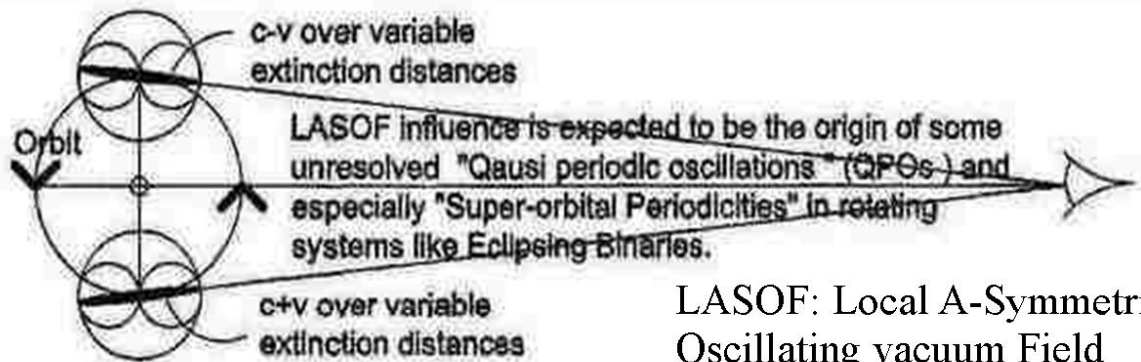 c-v over variable
extinction distances
Orbit
LASOF influence is expected to be the origin of some
unresolved "Qausi periodic oscillations " (QPOs ) and
especially "Super-orbital Periodicities" in rotating
systems like Eclipsing Binaries.
c+v over variable
extinction distances
LASOF: Local A-Symmetri
Oscillating vacuum Field